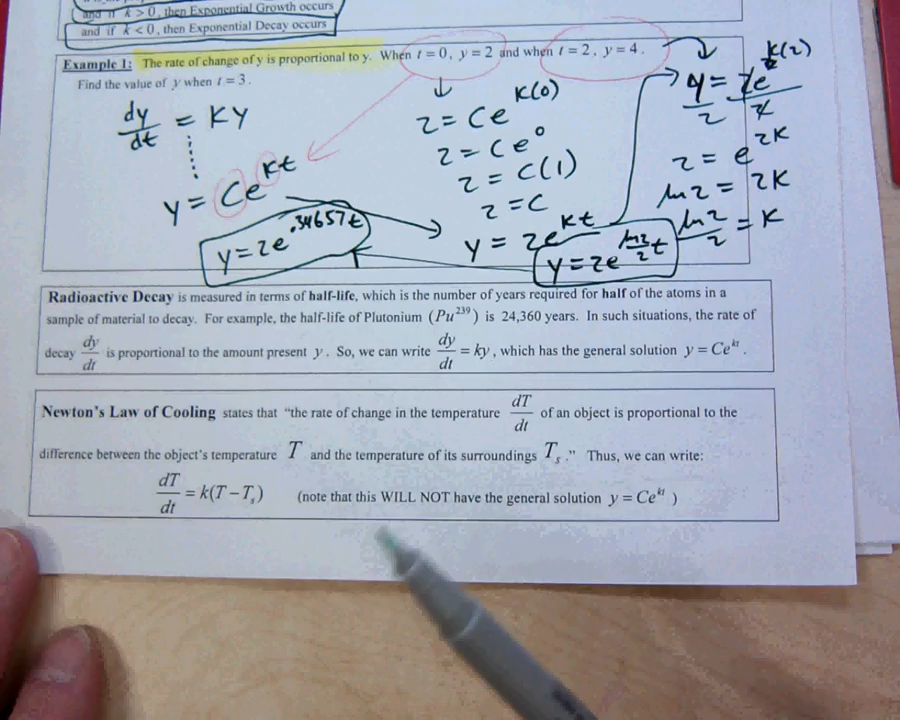 and if k > 0, then Exponential Growth occurs
and if k < 0, then Exponential Decay occurs
Example 1: The rate of change of y is proportional to y. When t = 0, y = 2 and when t = 2, y = 4.
Find the value of y when t = 3.
dy/dt = Ky
y = Ce^Kt
y = 2e^.34657t
2 = Ce^K(0)
2 = Ce^0
2 = C(1)
2 = C
y = 2e^Kt
y = 2e^(ln2/2)t
4/2 = 2e^K(2)/2
2 = e^2K
ln 2 = 2K
ln2/2 = K
Radioactive Decay is measured in terms of half-life, which is the number of years required for half of the atoms in a
sample of material to decay. For example, the half-life of Plutonium (Pu^239) is 24,360 years. In such situations, the rate of
decay dy/dt is proportional to the amount present y. So, we can write dy/dt = ky, which has the general solution y = Ce^kt.
Newton's Law of Cooling states that "the rate of change in the temperature dT/dt of an object is proportional to the
difference between the object's temperature T and the temperature of its surroundings T_s." Thus, we can write:
dT/dt = k(T − T_s) (note that this WILL NOT have the general solution y = Ce^kt)